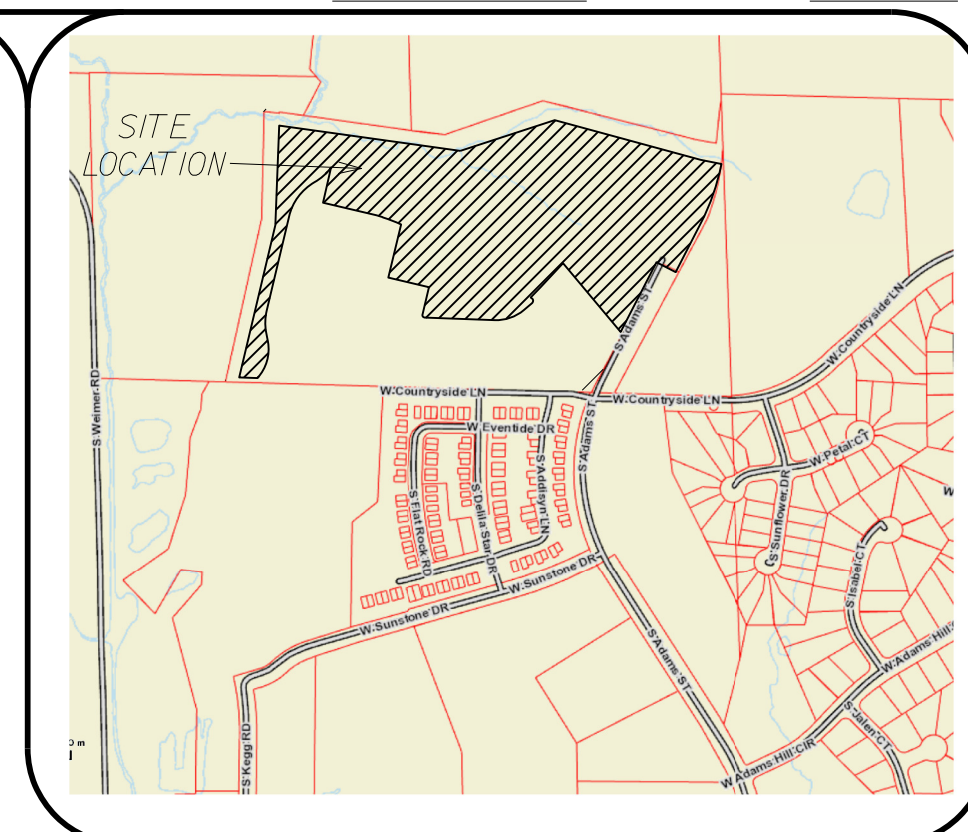 SITE
LOCATION
S Adams ST
W Countryside LN
W Countryside LN
W Countryside LN
S Weimer RD
W Eventide DR
S Adams ST
S Addisyn LN
W Petal CT
S Sunflower DR
S Flat Rock RD
S Delila Star DR
S Isabel CT
W Sunstone DR
W Sunstone DR
S Adams ST
W Adams Hill
S Jalen CT
S Kegg RD
W Adams Hill CIR